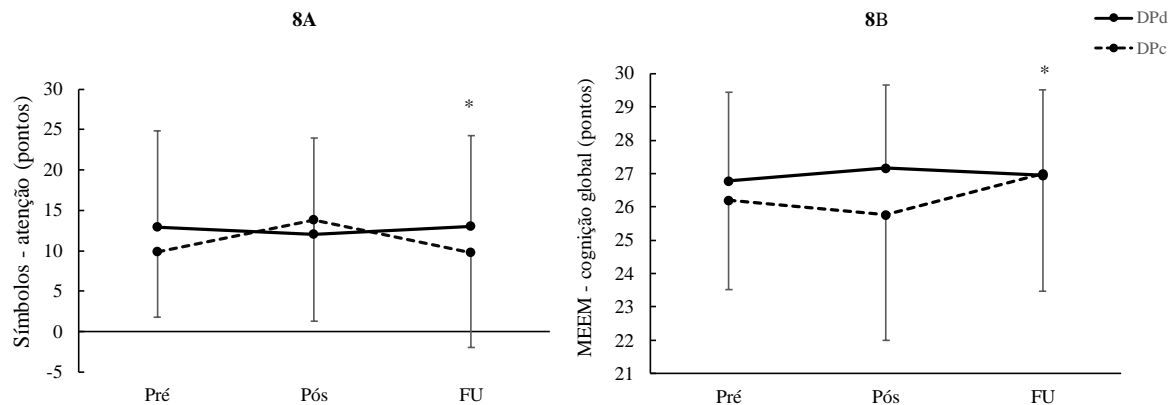 8A
8B
DPd
DPc
Símbolos - atenção (pontos)
30
25
20
15
10
5
0
-5
*
Pré
Pós
FU
MEEM - cognição global (pontos)
30
29
28
27
26
25
24
23
22
21
*
Pré
Pós
FU